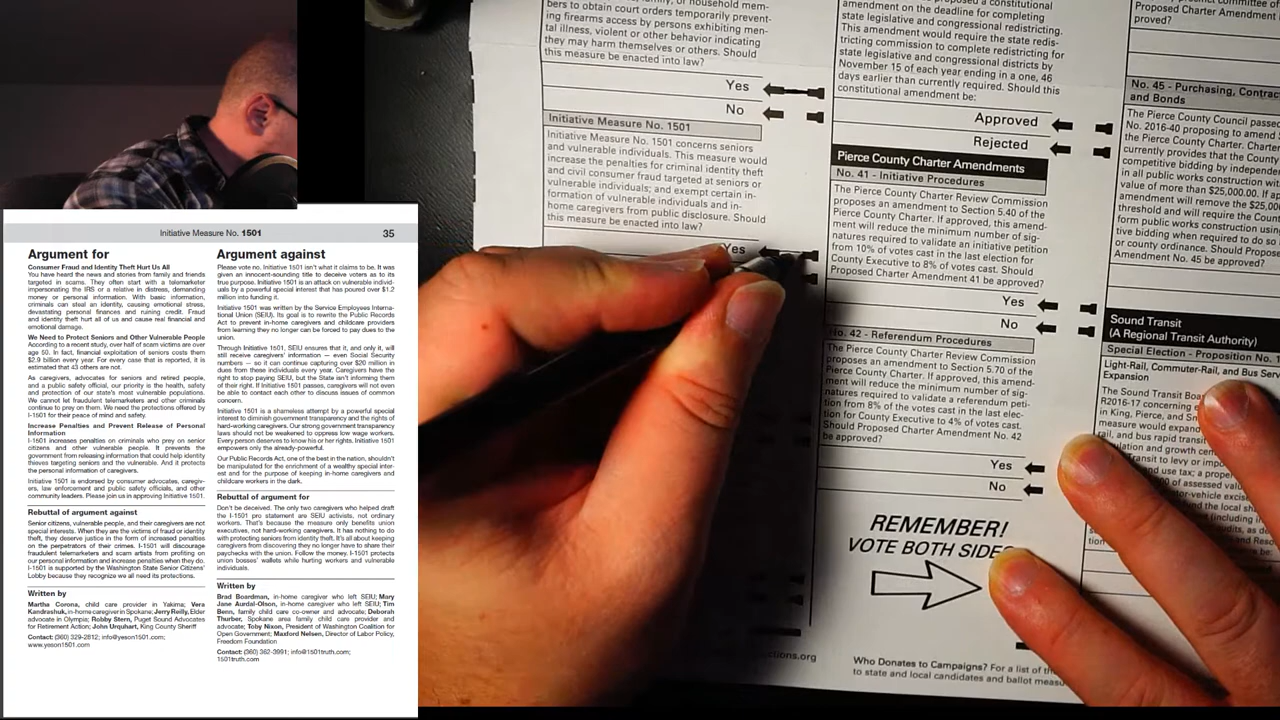 Initiative Measure No. 1501
35
Argument for
Consumer Fraud and Identity Theft Hurt Us All
You have heard the news and stories from family and friends
targeted in scams. They often start with a telemarketer
impersonating the IRS or a relative in distress, demanding
money or personal information. With basic information,
criminals can steal an identity, causing emotional stress,
devastating personal finances and ruining credit. Fraud
and identity theft hurt all of us and cause real financial and
emotional damage.
We Need to Protect Seniors and Other Vulnerable People
According to a recent study, over half of scam victims are over
age 50. In fact, financial exploitation of seniors costs them
$2.9 billion every year. For every case that is reported, it is
estimated that 43 others are not.
As caregivers, advocates for seniors and retired people,
and a public safety official, our priority is the health, safety
and protection of our state's most vulnerable populations.
We cannot let fraudulent telemarketers and other criminals
continue to prey on them. We need the protections offered by
I-1501 for their peace of mind and safety.
Increase Penalties and Prevent Release of Personal
Information
I-1501 increases penalties on criminals who prey on senior
citizens and other vulnerable people. It prevents the
government from releasing information that could help identity
thieves targeting seniors and the vulnerable. And it protects
the personal information of caregivers.
Initiative 1501 is endorsed by consumer advocates, caregiv-
ers, law enforcement and public safety officials, and other
community leaders. Please join us in approving Initiative 1501.
Rebuttal of argument against
Senior citizens, vulnerable people, and their caregivers are not
special interests. When they are the victims of fraud or identity
theft, they deserve justice in the form of increased penalties
on the perpetrators of their crimes. I-1501 will discourage
fraudulent telemarketers and scam artists from profiting on
our personal information and increase penalties when they do.
I-1501 is supported by the Washington State Senior Citizens'
Lobby because they recognize we all need its protections.
Written by
Martha Corona, child care provider in Yakima; Vera
Kandrashuk, in-home caregiver in Spokane; Jerry Reilly, Elder
advocate in Olympia; Robby Stern, Puget Sound Advocates
for Retirement Action; John Urquhart, King County Sheriff
Contact: (360) 329-2812; info@yeson1501.com;
www.yeson1501.com
Argument against
Please vote no. Initiative 1501 isn't what it claims to be. It was
given an innocent-sounding title to deceive voters as to its
true purpose. Initiative 1501 is an attack on vulnerable individ-
uals by a powerful special interest that has poured over $1.2
million into funding it.
Initiative 1501 was written by the Service Employees Interna-
tional Union (SEIU). Its goal is to rewrite the Public Records
Act to prevent in-home caregivers and childcare providers
from learning they no longer can be forced to pay dues to the
union.
Through Initiative 1501, SEIU ensures that it, and only it, will
still receive caregivers' information — even Social Security
numbers — so it can continue capturing over $20 million in
dues from these individuals every year. Caregivers have the
right to stop paying SEIU, but the State isn't informing them
of their right. If Initiative 1501 passes, caregivers will not even
be able to contact each other to discuss issues of common
concern.
Initiative 1501 is a shameless attempt by a powerful special
interest to diminish government transparency and the rights of
hard-working caregivers. Our strong government transparency
laws should not be weakened to oppress low wage workers.
Every person deserves to know his or her rights. Initiative 1501
empowers only the already-powerful.
Our Public Records Act, one of the best in the nation, shouldn't
be manipulated for the enrichment of a wealthy special inter-
est and for the purpose of keeping in-home caregivers and
childcare workers in the dark.
Rebuttal of argument for
Don't be deceived. The only two caregivers who helped draft
the I-1501 pro statement are SEIU activists, not ordinary
workers. That's because the measure only benefits union
executives, not hard-working caregivers. It has nothing to do
with protecting seniors from identity theft. It's all about keeping
caregivers from discovering they no longer have to share their
paychecks with the union. Follow the money. I-1501 protects
union bosses' wallets while hurting workers and vulnerable
individuals.
Written by
Brad Boardman, in-home caregiver who left SEIU; Mary
Jane Aurdal-Olson, in-home caregiver who left SEIU; Tim
Benn, family child care co-owner and advocate; Deborah
Thurber, Spokane area family child care provider and
advocate; Toby Nixon, President of Washington Coalition for
Open Government; Maxford Nelsen, Director of Labor Policy,
Freedom Foundation
Contact: (360) 362-3991; info@1501truth.com;
1501truth.com
family, or household mem-
bers to obtain court orders temporarily prevent-
ing firearms access by persons exhibiting men-
tal illness, violent or other behavior indicating
they may harm themselves or others. Should
this measure be enacted into law?
Yes
No
Initiative Measure No. 1501
Initiative Measure No. 1501 concerns seniors
and vulnerable individuals. This measure would
increase the penalties for criminal identity theft
and civil consumer fraud targeted at seniors or
vulnerable individuals; and exempt certain in-
formation of vulnerable individuals and in-
home caregivers from public disclosure. Should
this measure be enacted into law?
Yes
a constitutional
amendment on the deadline for completing
state legislative and congressional redistricting.
This amendment would require the state redis-
tricting commission to complete redistricting for
state legislative and congressional districts by
November 15 of each year ending in a one, 46
days earlier than currently required. Should this
constitutional amendment be:
Approved
Rejected
Pierce County Charter Amendments
No. 41 - Initiative Procedures
The Pierce County Charter Review Commission
proposes an amendment to Section 5.40 of the
Pierce County Charter. If approved, this amend-
ment will reduce the minimum number of sig-
natures required to validate an initiative petition
from 10% of votes cast in the last election for
County Executive to 8% of votes cast. Should
Proposed Charter Amendment 41 be approved?
Yes
No
No. 42 - Referendum Procedures
The Pierce County Charter Review Commission
proposes an amendment to Section 5.70 of the
Pierce County Charter. If approved, this amend-
ment will reduce the minimum number of sig-
natures required to validate a referendum peti-
tion from 8% of the votes cast in the last elec-
tion for County Executive to 4% of votes cast.
Should Proposed Charter Amendment No. 42
be approved?
Yes
No
REMEMBER!
VOTE BOTH SIDES
Who Donates to Campaigns? For a list of
to state and local candidates and ballot
Proposed Charter Amendment
No. 45 - Purchasing,
and Bonds
The Pierce County Council passed
No. 2016-40 proposing to amend
currently provides that the County
competitive bidding by
in all public works construction
value of more than $25,000.00. If
amendment will remove the
threshold and will require the
form public works construction
tive bidding when required to do so
or county ordinance. Should
No. 45 be approved?
Sound Transit
(A Regional Transit Authority)
Special Election - Proposition No.
Light-Rail, Commuter-Rail, and Bus
Expansion
The Sound Transit
R2016-17 concerning
in King, Pierce, and
measure would expand
rail, and bus rapid transit